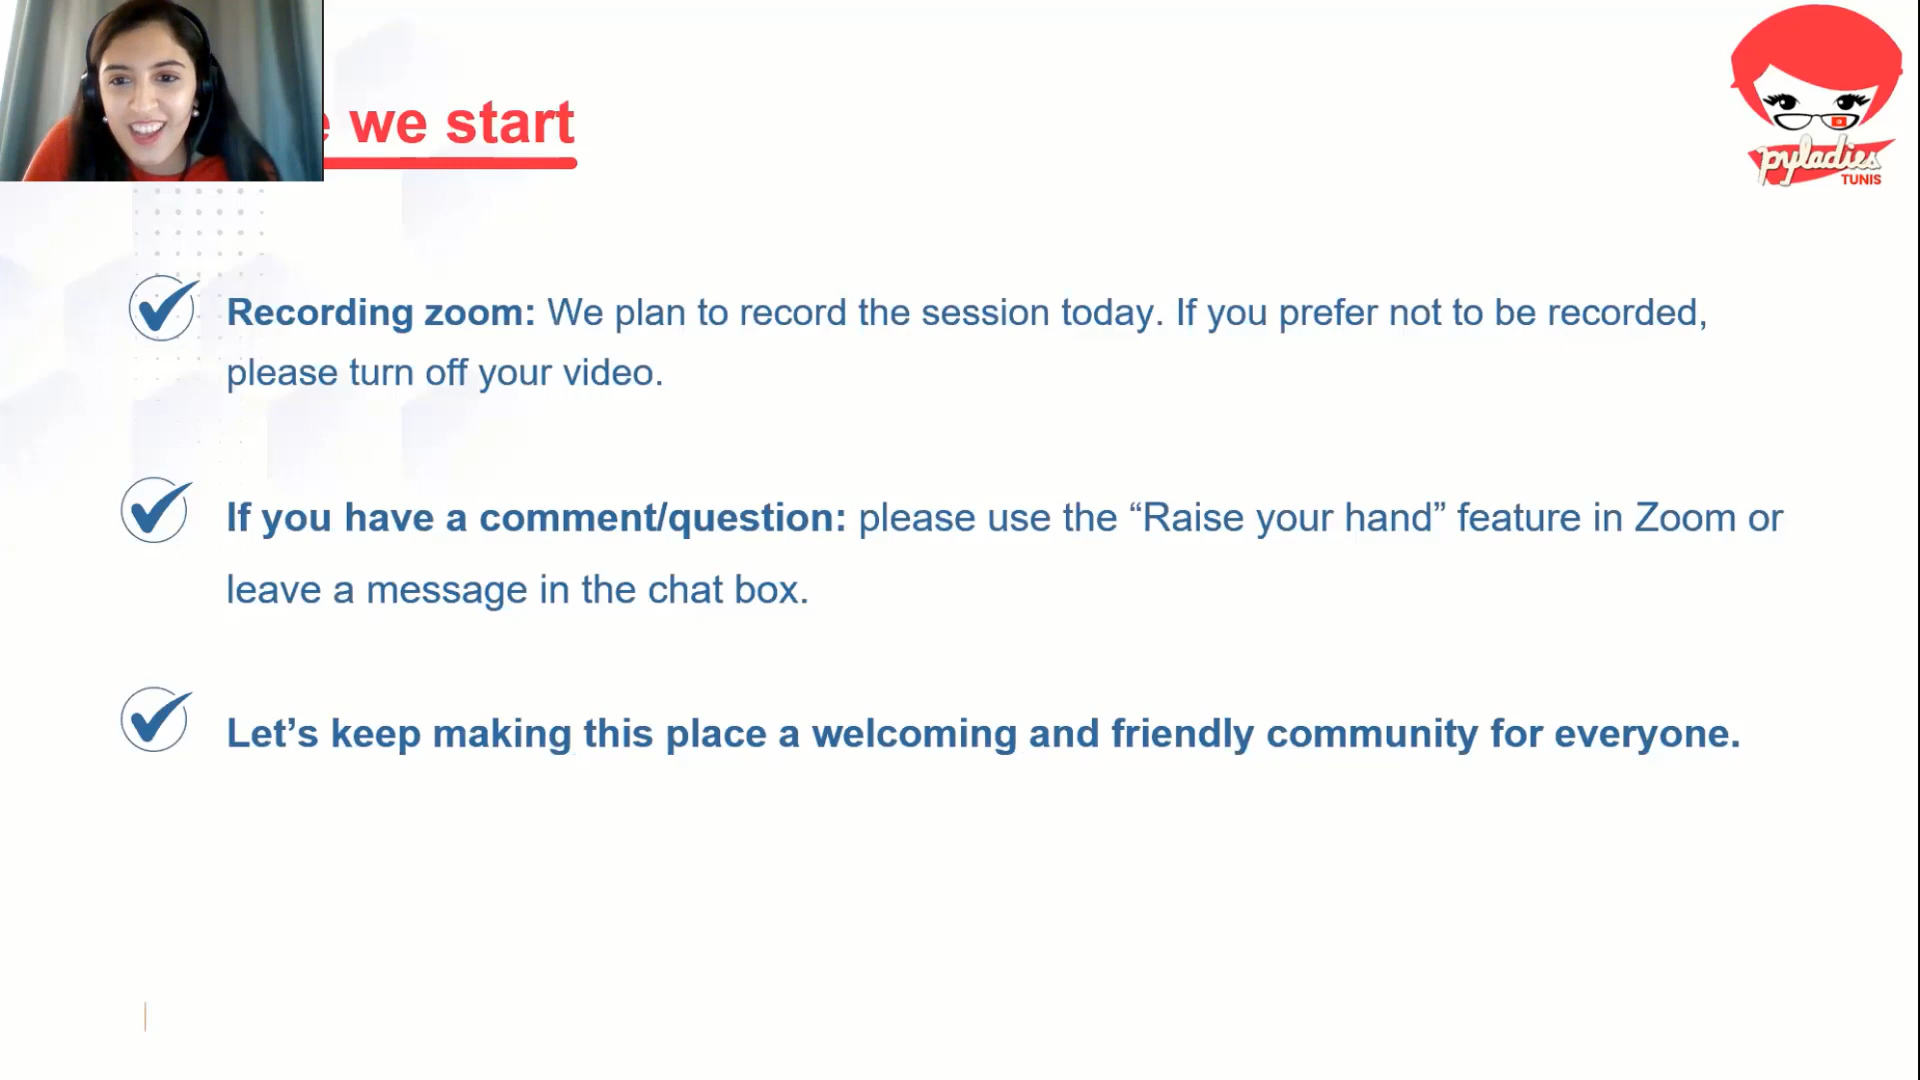 we start
pyladies
TUNIS
Recording zoom: We plan to record the session today. If you prefer not to be recorded,
please turn off your video.
If you have a comment/question: please use the “Raise your hand” feature in Zoom or
leave a message in the chat box.
Let’s keep making this place a welcoming and friendly community for everyone.